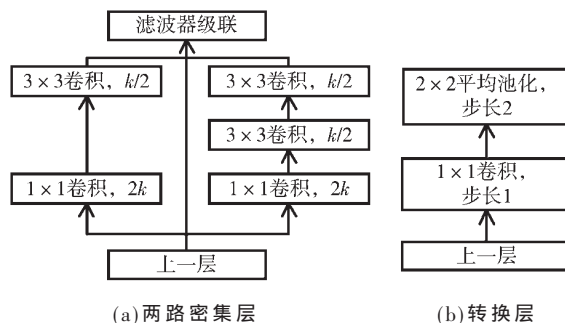 滤波器级联
3×3卷积，k/2
3×3卷积，k/2
3×3卷积，k/2
1×1卷积，2k
1×1卷积，2k
上一层
(a)两路密集层
2×2平均池化，
步长2
1×1卷积，
步长1
上一层
(b)转换层